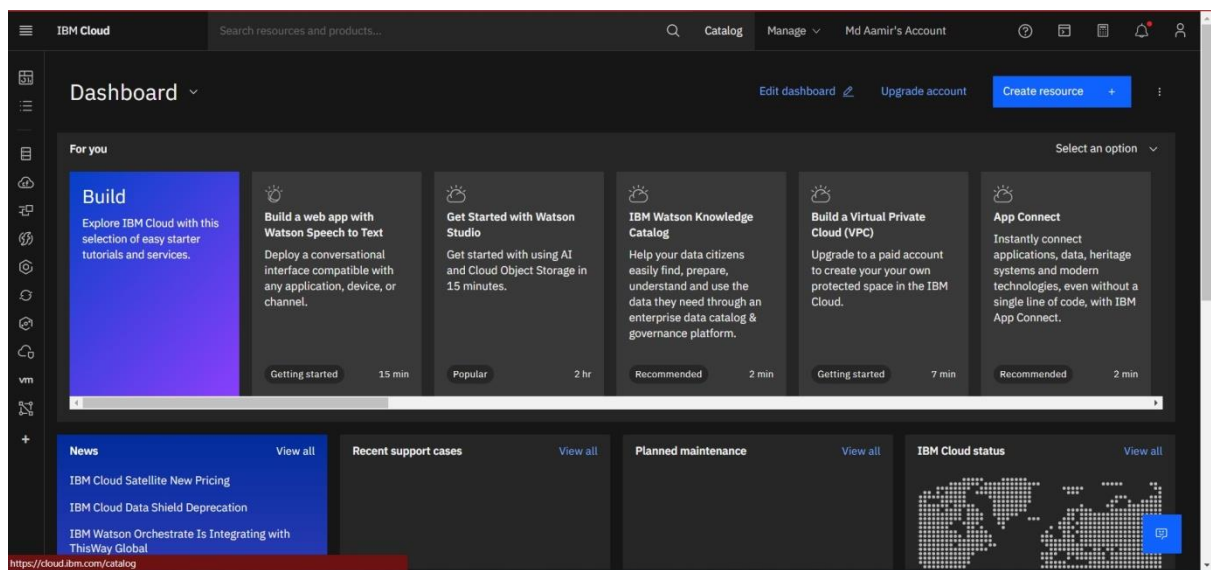 IBM Cloud
Search resources and products...
Catalog
Manage
Md Aamir's Account
Dashboard
Edit dashboard
Upgrade account
Create resource +
For you
Select an option
Build
Explore IBM Cloud with this
selection of easy starter
tutorials and services.
Build a web app with
Watson Speech to Text
Deploy a conversational
interface compatible with
any application, device, or
channel.
Getting started
15 min
Get Started with Watson
Studio
Get started with using AI
and Cloud Object Storage in
15 minutes.
Popular
2 hr
IBM Watson Knowledge
Catalog
Help your data citizens
easily find, prepare,
understand and use the
data they need through an
enterprise data catalog &
governance platform.
Recommended
2 min
Build a Virtual Private
Cloud (VPC)
Upgrade to a paid account
to create your your own
protected space in the IBM
Cloud.
Getting started
7 min
App Connect
Instantly connect
applications, data, heritage
systems and modern
technologies, even without a
single line of code, with IBM
App Connect.
Recommended
2 min
vm
News
View all
IBM Cloud Satellite New Pricing
IBM Cloud Data Shield Deprecation
IBM Watson Orchestrate Is Integrating with
ThisWay Global
Recent support cases
View all
Planned maintenance
View all
IBM Cloud status
View all
https://cloud.ibm.com/catalog